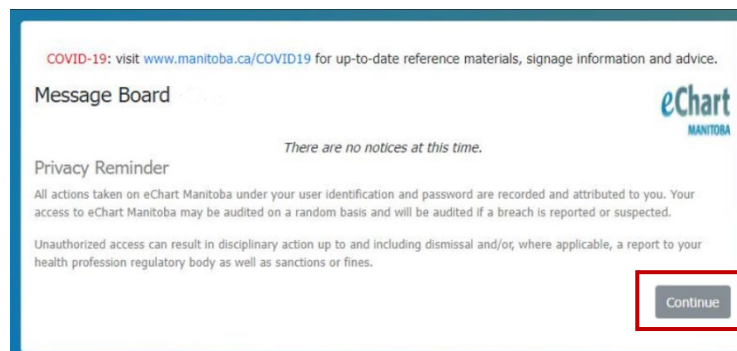 COVID-19: visit www.manitoba.ca/COVID19 for up-to-date reference materials, signage information and advice.
Message Board
eChart
MANITOBA
There are no notices at this time.
Privacy Reminder
All actions taken on eChart Manitoba under your user identification and password are recorded and attributed to you. Your
access to eChart Manitoba may be audited on a random basis and will be audited if a breach is reported or suspected.
Unauthorized access can result in disciplinary action up to and including dismissal and/or, where applicable, a report to your
health profession regulatory body as well as sanctions or fines.
Continue